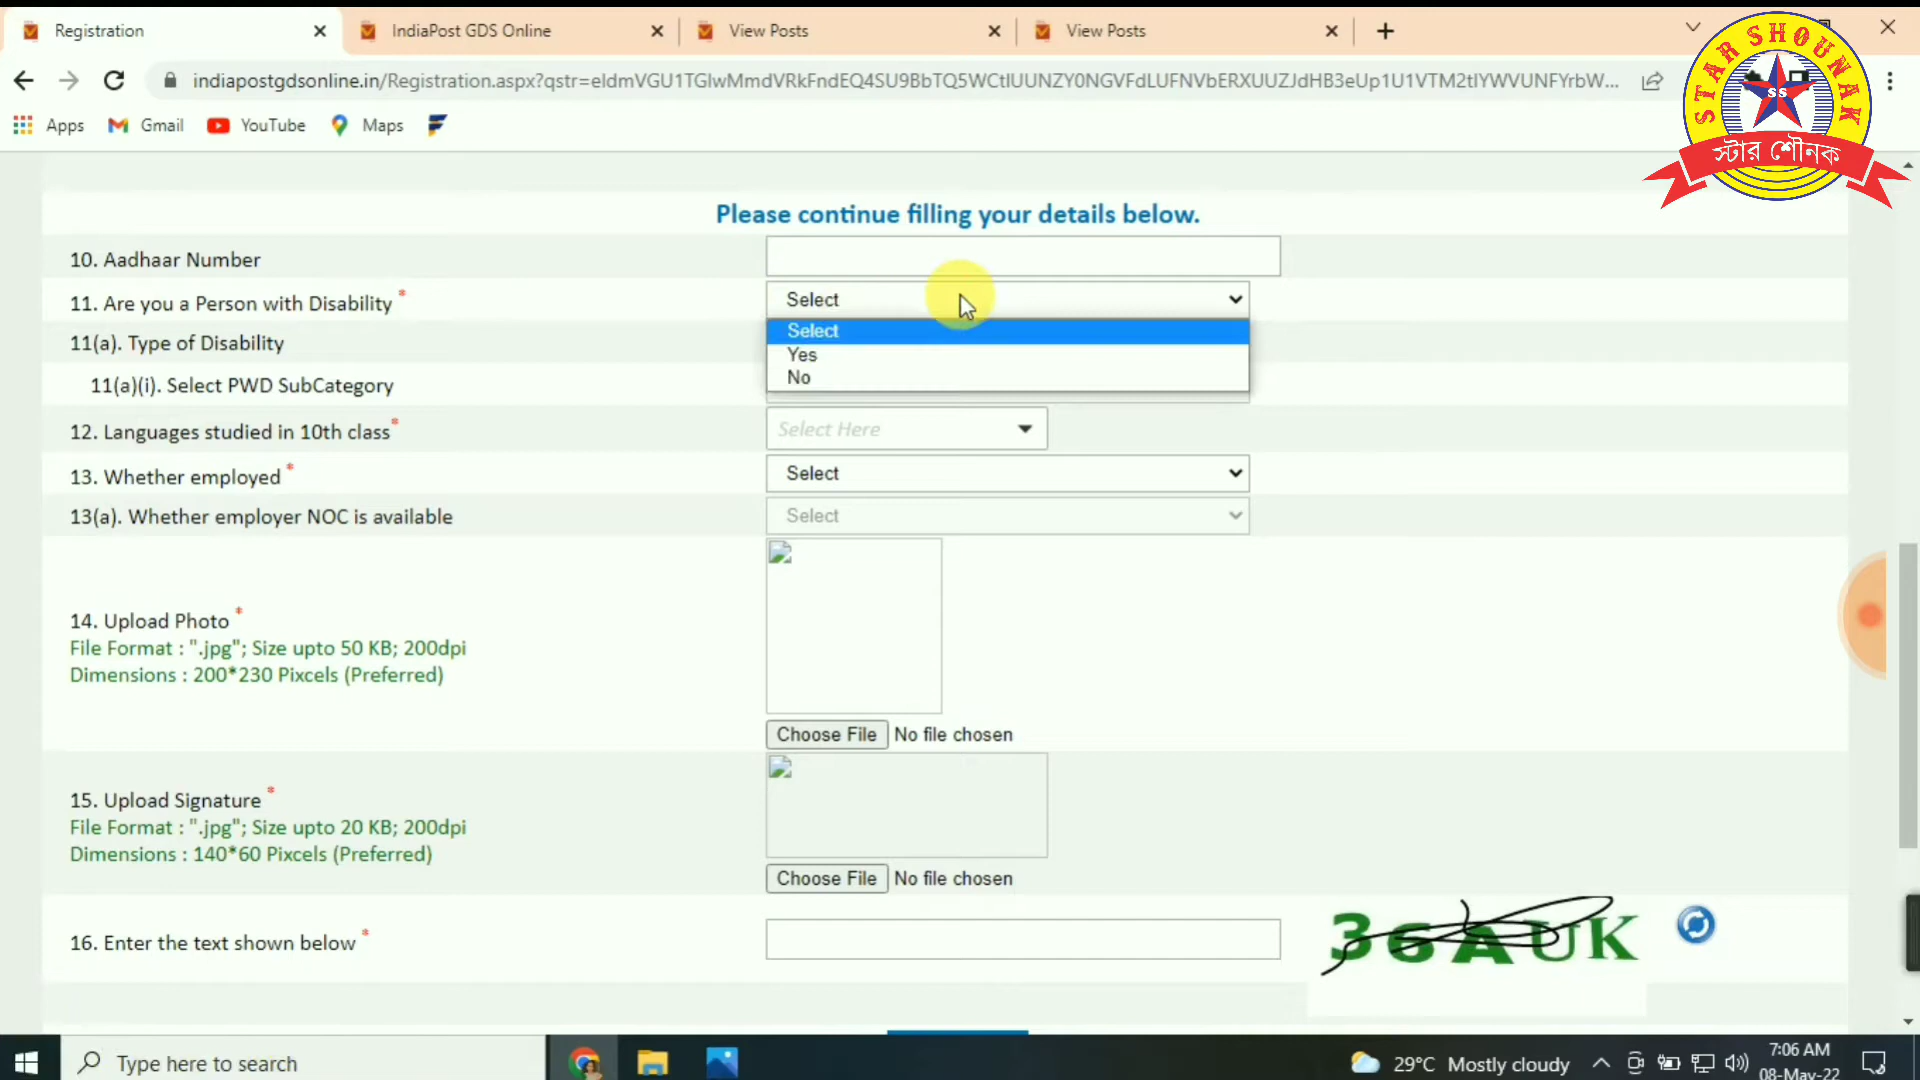 Registration
IndiaPost GDS Online
View Posts
View Posts
indiapostgdsonline.in/Registration.aspx?qstr=eldmVGU1TGlwMmdVRkFndEQ4SU9BbTQ5WCtlUUNZY0NGVFdLUFNVbERXUUZJdHB3eUp1U1VTM2tlYWVUNFYrbW...
Apps
Gmail
YouTube
Maps
STAR SHOUNAK
SS
স্টার শৌনক
Please continue filling your details below.
10. Aadhaar Number
11. Are you a Person with Disability *
Select
Select
Yes
No
11(a). Type of Disability
11(a)(i). Select PWD SubCategory
12. Languages studied in 10th class*
Select Here
13. Whether employed *
Select
13(a). Whether employer NOC is available
Select
14. Upload Photo *
File Format : ".jpg"; Size upto 50 KB; 200dpi
Dimensions : 200*230 Pixcels (Preferred)
Choose File No file chosen
15. Upload Signature *
File Format : ".jpg"; Size upto 20 KB; 200dpi
Dimensions : 140*60 Pixcels (Preferred)
Choose File No file chosen
16. Enter the text shown below *
36AUK
Type here to search
29°C Mostly cloudy
7:06 AM
08-May-22